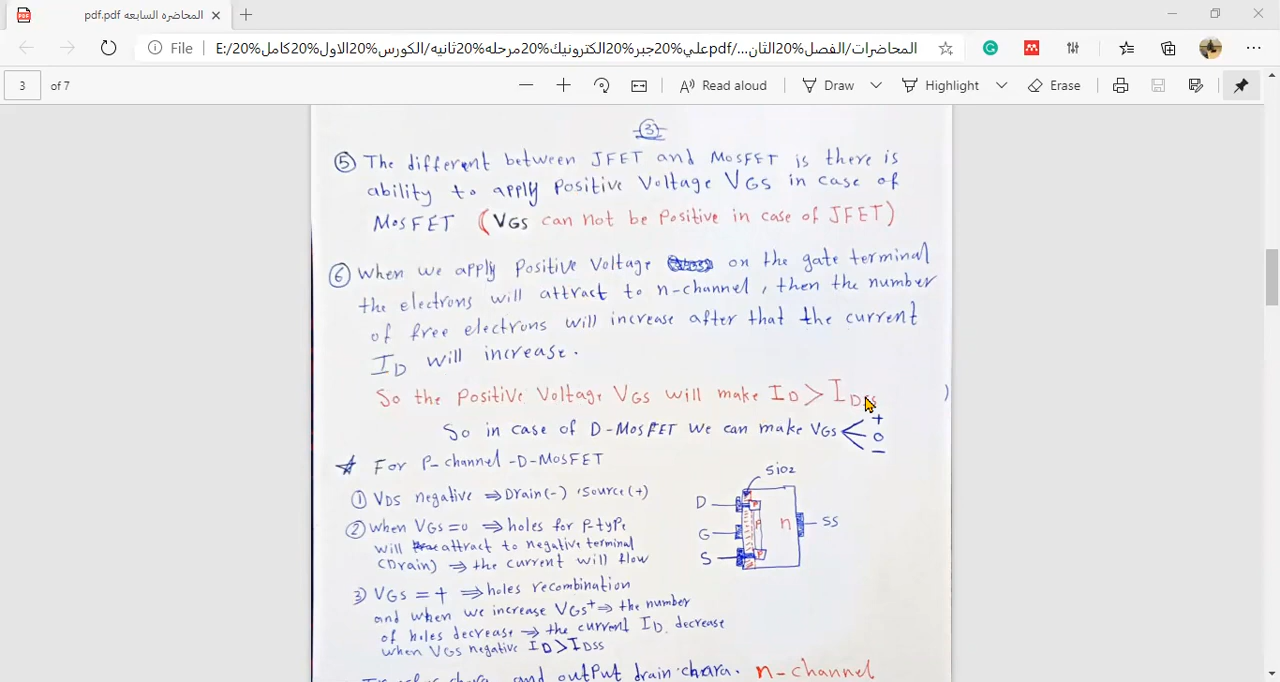 المحاضره السابعه pdf.pdf
File
E:/المحاضرات/الفصل%20الثان.../pdfعلي%20جبر%20الكترونيك%20مرحله%20ثانيه/الكورس%20الاول%20كامل%20
3 of 7
Read aloud
Draw
Highlight
Erase
3
5 The different between JFET and MosFET is there is
ability to apply Positive Voltage VGS in case of
MosFET (VGS can not be Positive in case of JFET)
6 When we apply Positive Voltage on the gate terminal
the electrons will attract to n-channel, then the number
of free electrons will increase after that the current
ID will increase.
So the Positive Voltage VGS will make ID > IDSS
)
So in case of D-MosFET we can make VGS < + 0 -
* For P-channel-D-MosFET
1 VDS negative ⇒ Drain(-), Source(+)
2 when VGS=0 ⇒ holes for P-type
will attract to negative terminal
(Drain) ⇒ the current will flow
3) VGS = + ⇒ holes recombination
and when we increase VGS+ ⇒ the number
of holes decrease ⇒ the current ID decrease
when VGS negative ID > IDSS
SiO2
D
G
S
P
n
SS
and output drain chara. n-channel